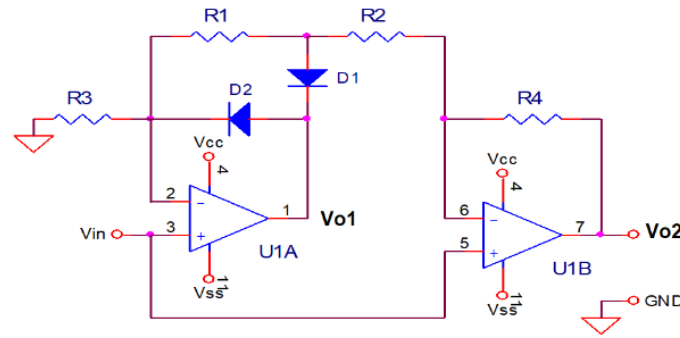 R1
R2
D1
D2
R3
R4
Vcc
4
2
-
3
+
1
Vo1
Vin
U1A
11
Vss
Vcc
4
6
-
5
+
7
Vo2
U1B
11
Vss
GND